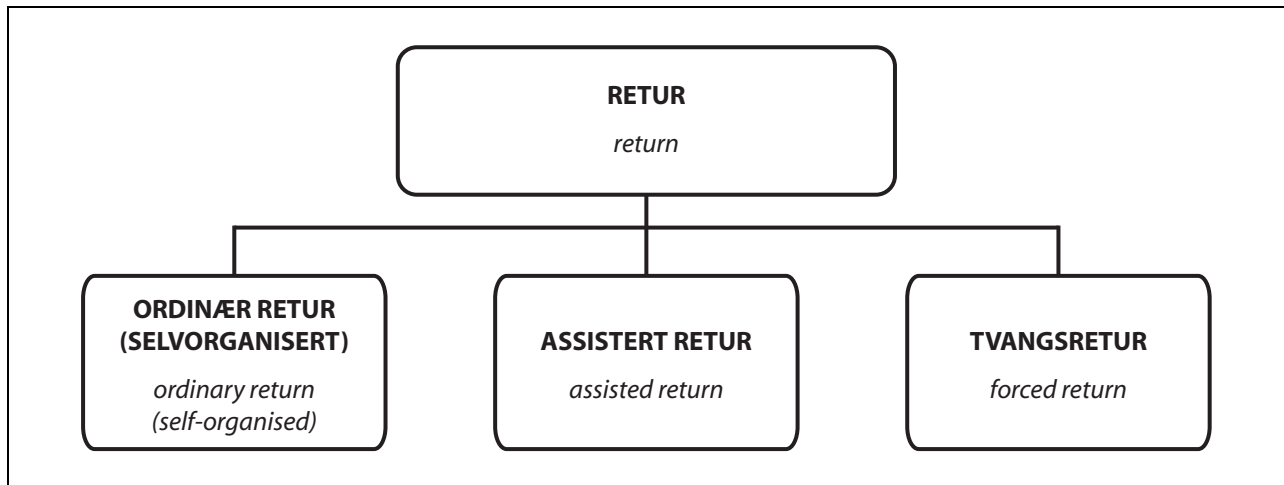 RETUR
return
ORDINÆR RETUR
(SELVORGANISERT)
ordinary return
(self-organised)
ASSISTERT RETUR
assisted return
TVANGSRETUR
forced return